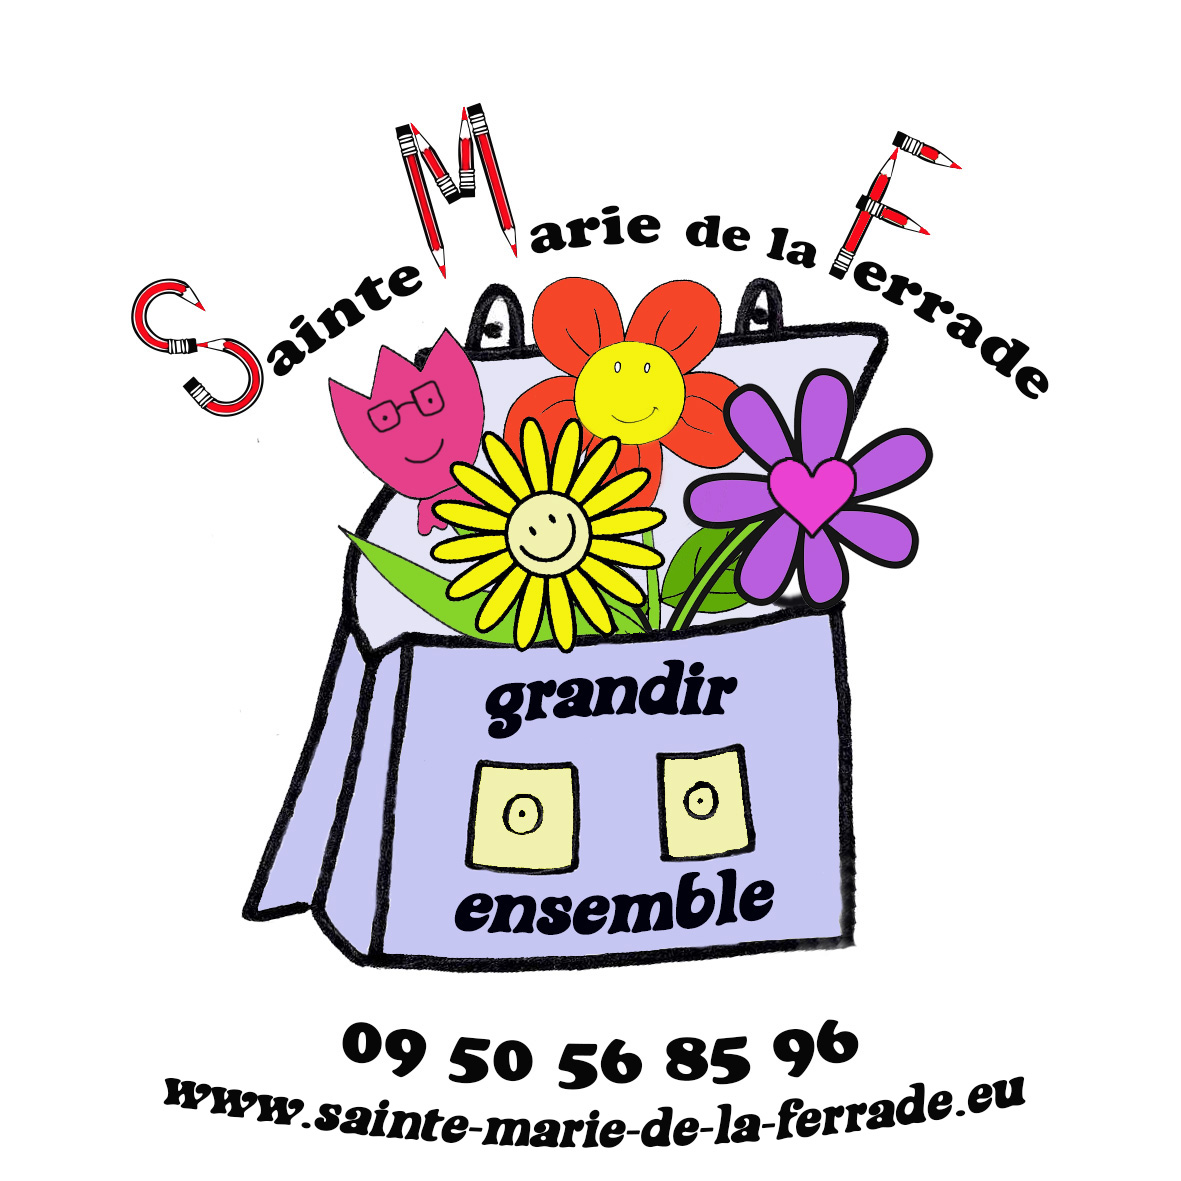 Sainte Marie de la Ferrade
grandir
ensemble
09 50 56 85 96
www.sainte-marie-de-la-ferrade.eu